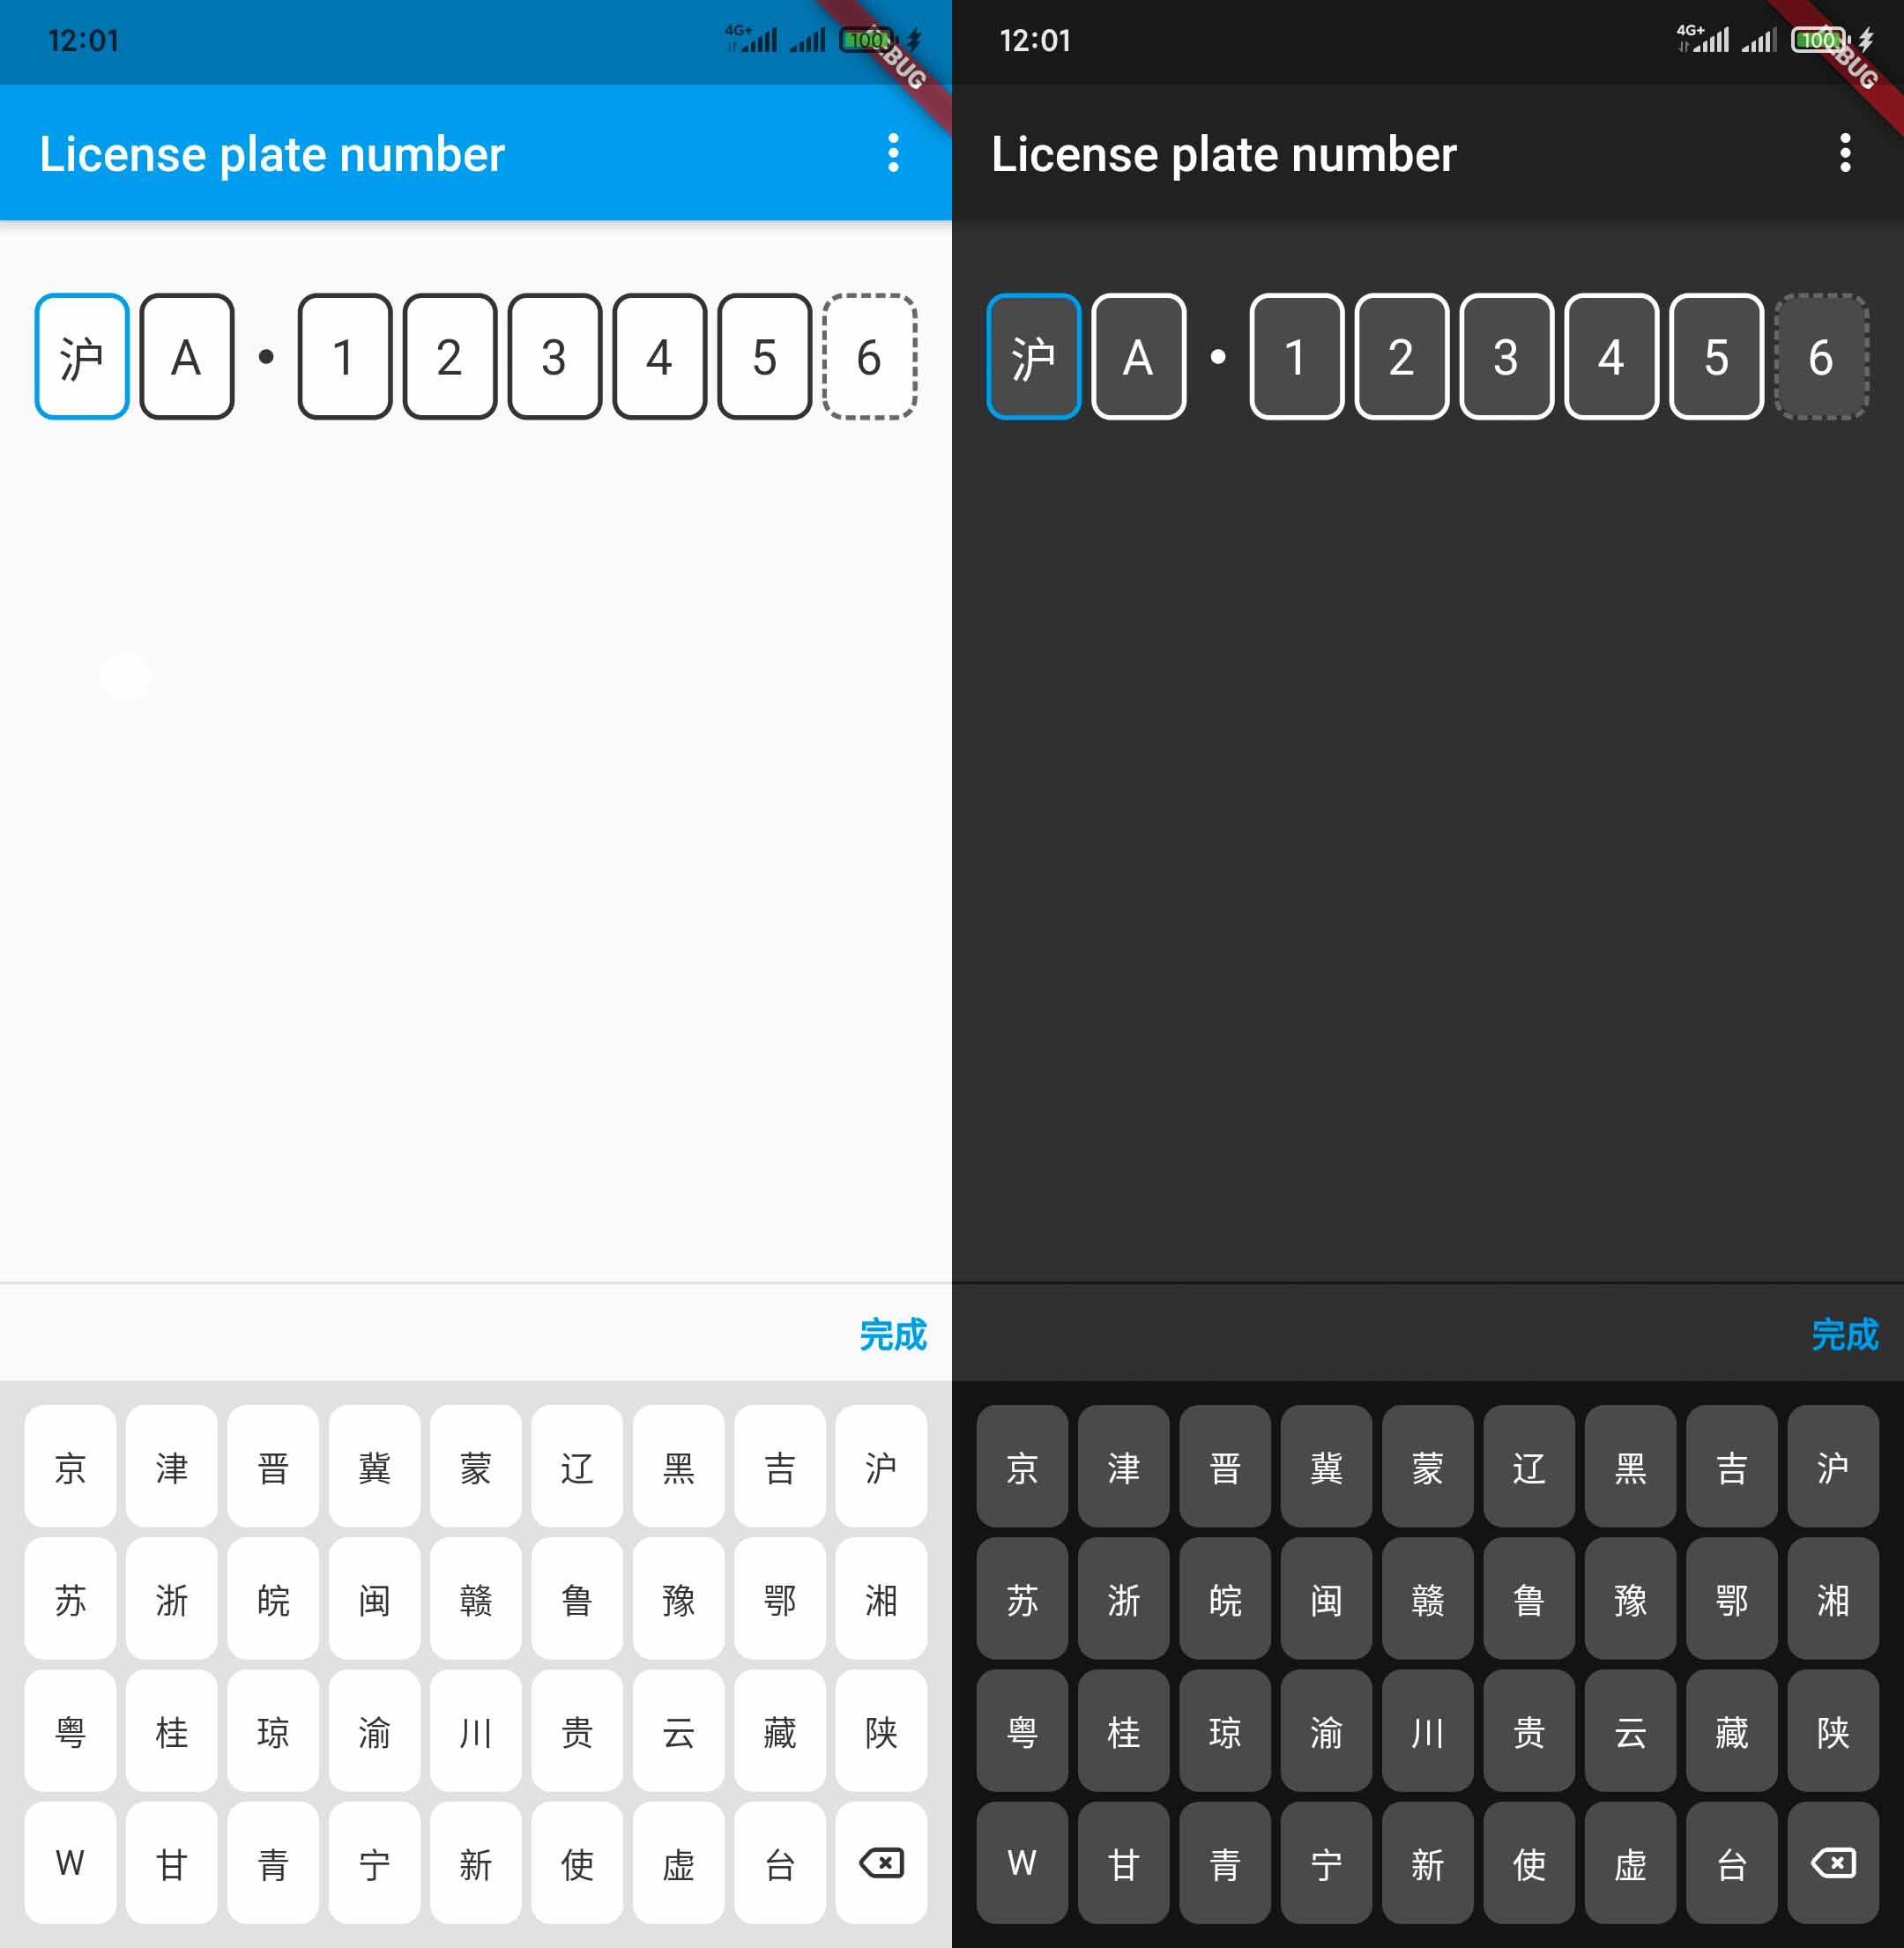 12:01 4G+ 100
BUG
License plate number
沪 A • 1 2 3 4 5 6
完成
京 津 晋 冀 蒙 辽 黑 吉 沪
苏 浙 皖 闽 赣 鲁 豫 鄂 湘
粤 桂 琼 渝 川 贵 云 藏 陕
W 甘 青 宁 新 使 虚 台
12:01 4G+ 100
BUG
License plate number
沪 A • 1 2 3 4 5 6
完成
京 津 晋 冀 蒙 辽 黑 吉 沪
苏 浙 皖 闽 赣 鲁 豫 鄂 湘
粤 桂 琼 渝 川 贵 云 藏 陕
W 甘 青 宁 新 使 虚 台